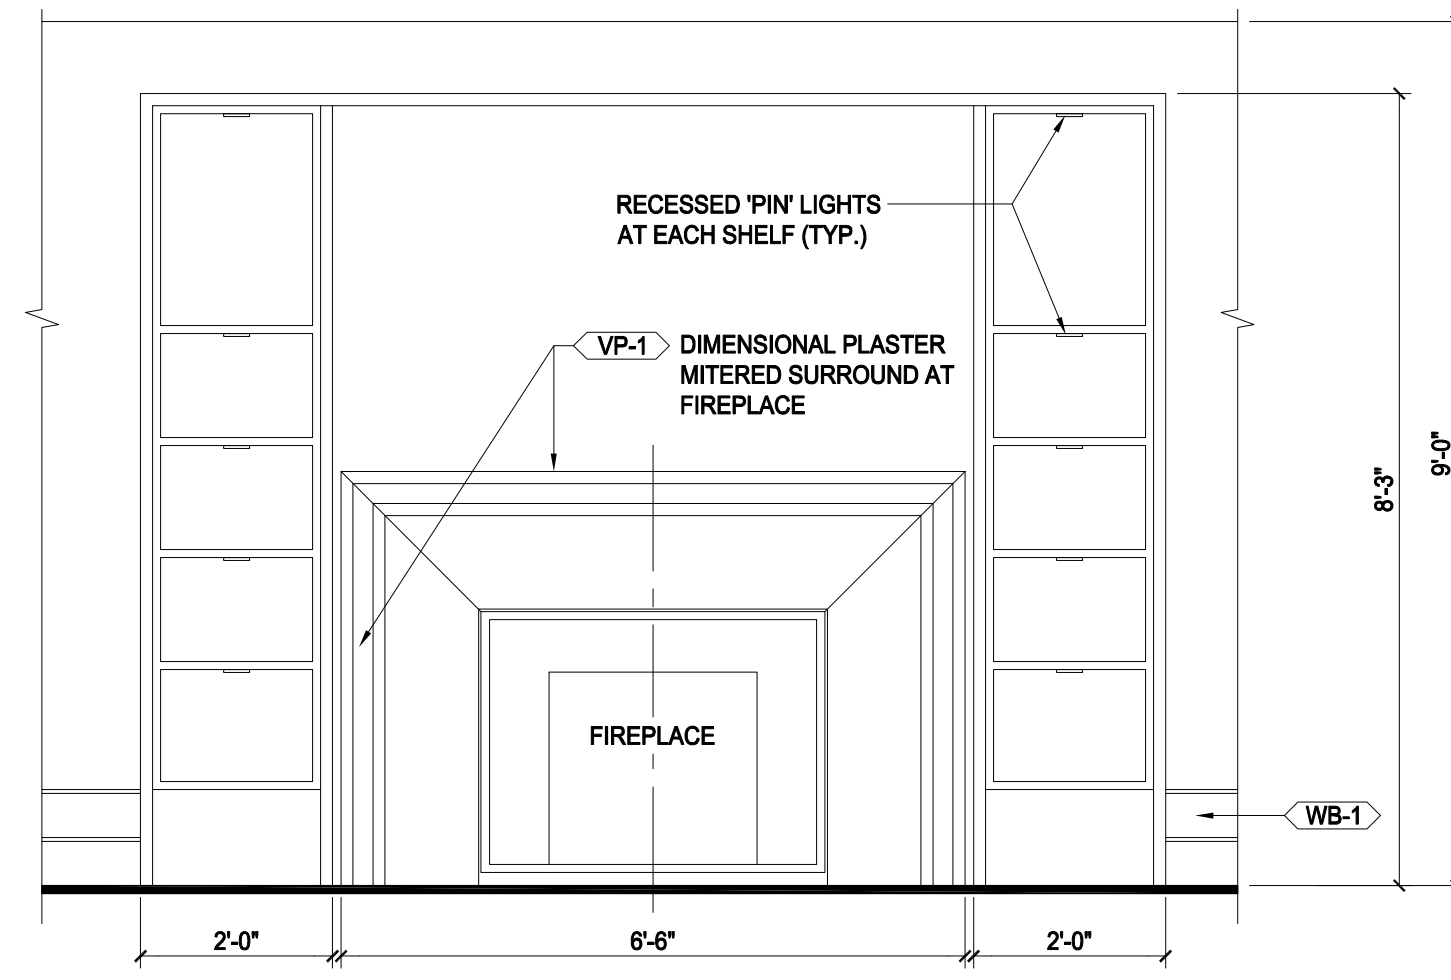 RECESSED 'PIN' LIGHTS
AT EACH SHELF (TYP.)
VP-1
DIMENSIONAL PLASTER
MITERED SURROUND AT
FIREPLACE
9'-0"
8'-3"
FIREPLACE
WB-1
2'-0"
6'-6"
2'-0"